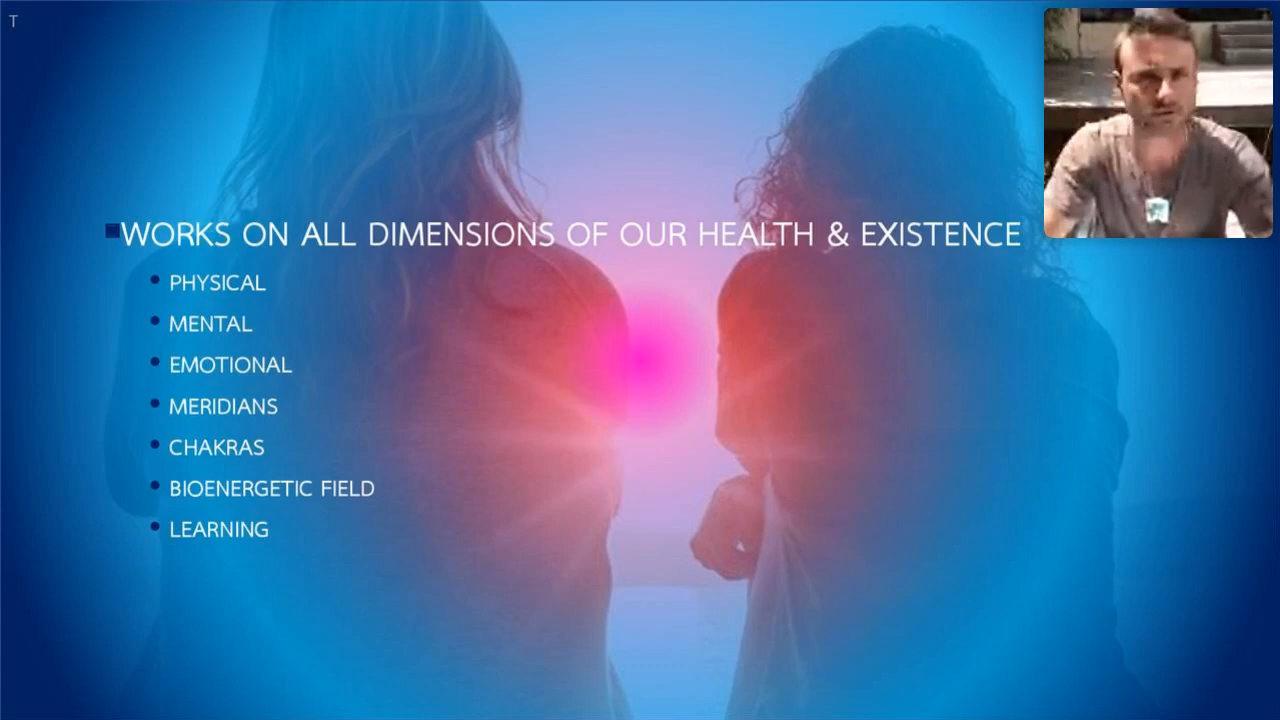 T
WORKS ON ALL DIMENSIONS OF OUR HEALTH & EXISTENCE
PHYSICAL
MENTAL
EMOTIONAL
MERIDIANS
CHAKRAS
BIOENERGETIC FIELD
LEARNING